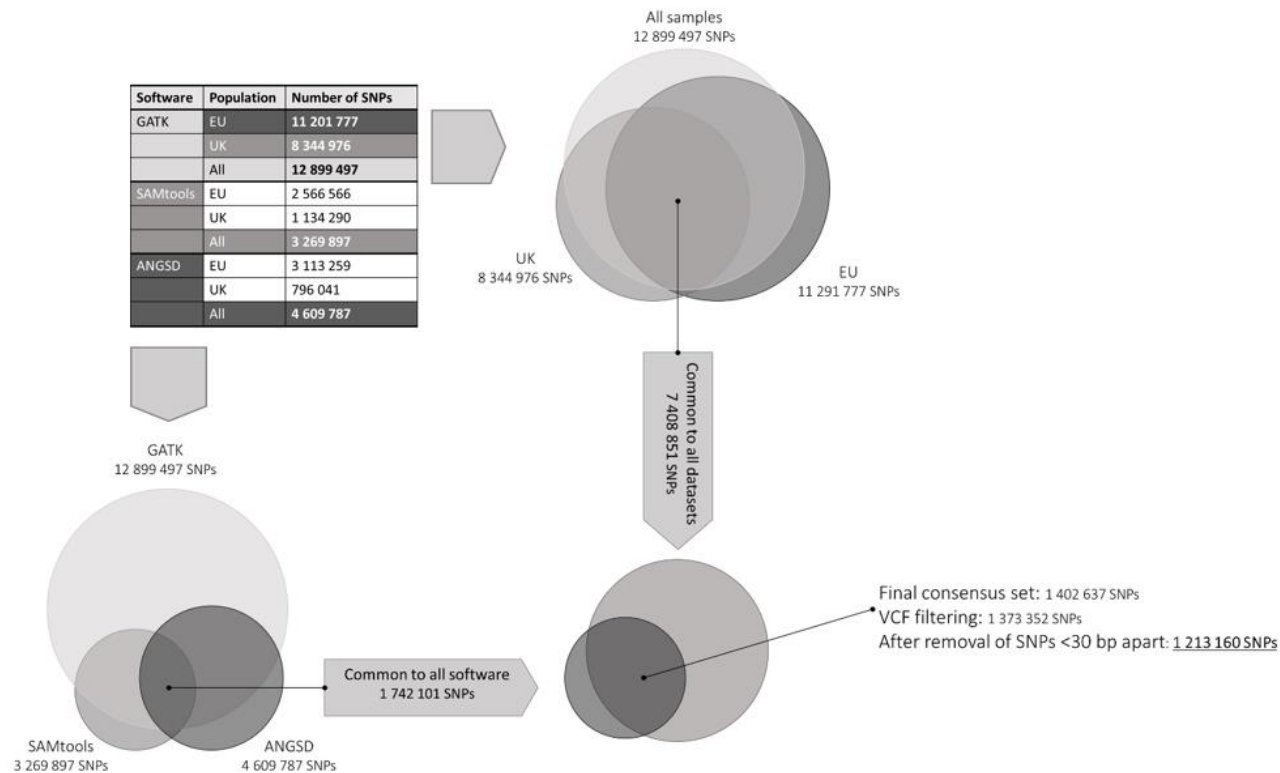 All samples
12 899 497 SNPs
Software Population Number of SNPs
GATK EU 11 201 777
UK 8 344 976
All 12 899 497
SAMtools EU 2 566 566
UK 1 134 290
All 3 269 897
ANGSD EU 3 113 259
UK 796 041
All 4 609 787
UK
8 344 976 SNPs
EU
11 291 777 SNPs
Common to all datasets
7 408 851 SNPs
GATK
12 899 497 SNPs
Common to all software
1 742 101 SNPs
SAMtools
3 269 897 SNPs
ANGSD
4 609 787 SNPs
Final consensus set: 1 402 637 SNPs
VCF filtering: 1 373 352 SNPs
After removal of SNPs <30 bp apart: 1 213 160 SNPs